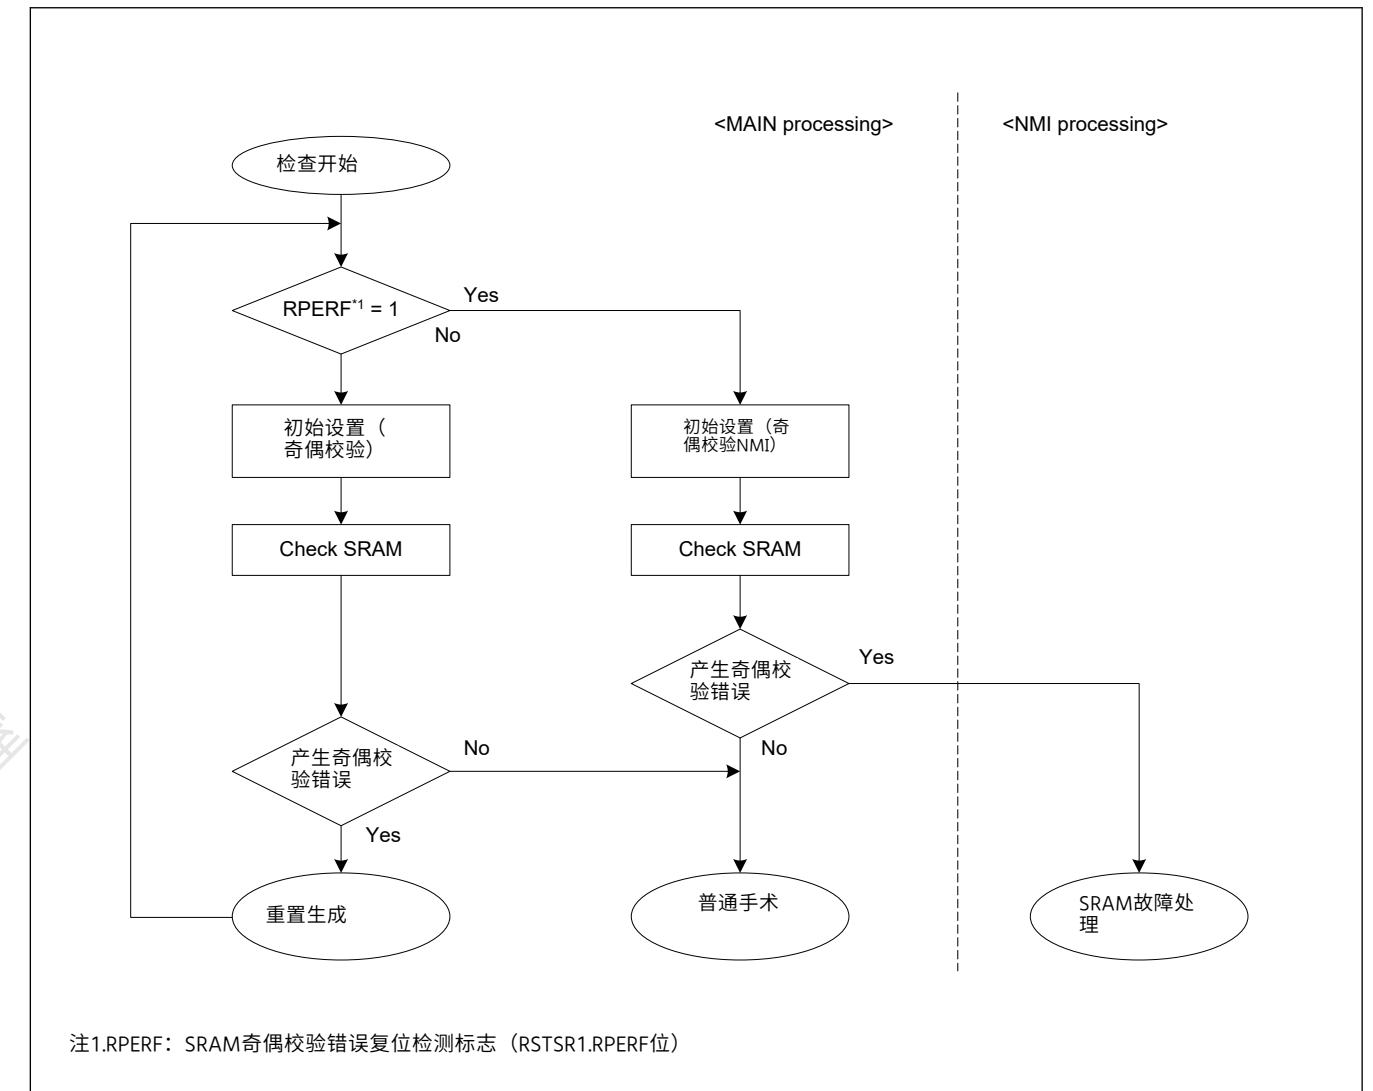 <MAIN processing>
<NMI processing>
检查开始
RPERF*1 = 1
Yes
No
初始设置（
奇偶校验）
初始设置（奇
偶校验NMI）
Check SRAM
Check SRAM
产生奇偶校
验错误
Yes
No
产生奇偶校
验错误
No
Yes
重置生成
普通手术
SRAM故障处
理
注1.RPERF：SRAM奇偶校验错误复位检测标志（RSTSR1.RPERF位）